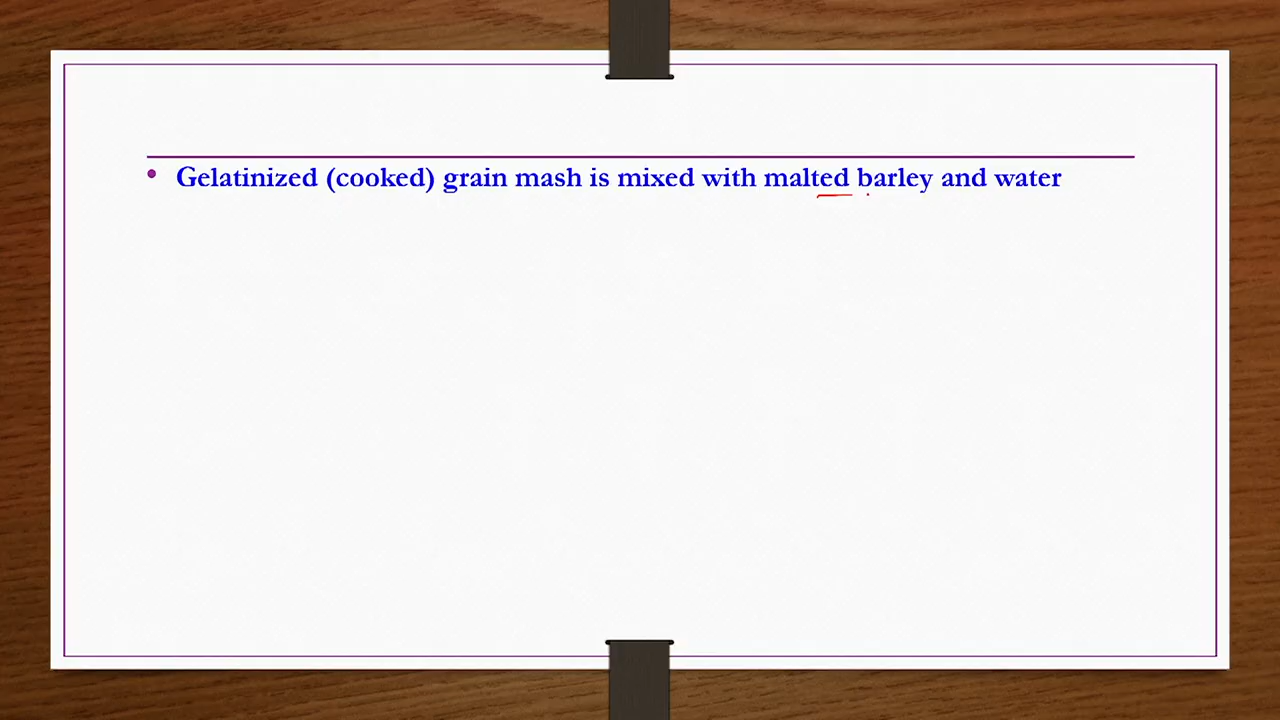 • Gelatinized (cooked) grain mash is mixed with malted barley and water